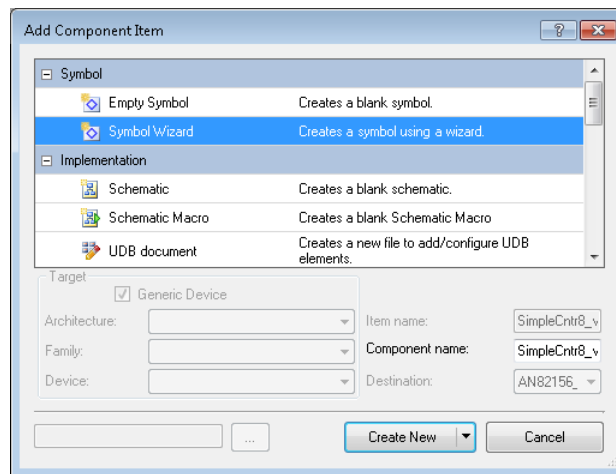 Add Component Item
Symbol
Empty Symbol Creates a blank symbol.
Symbol Wizard Creates a symbol using a wizard.
Implementation
Schematic Creates a blank schematic.
Schematic Macro Creates a blank Schematic Macro
UDB document Creates a new file to add/configure UDB
elements.
Target
Generic Device
Architecture: Item name: SimpleCntr8_v
Family: Component name: SimpleCntr8_v
Device: Destination: AN82156_
... Create New Cancel